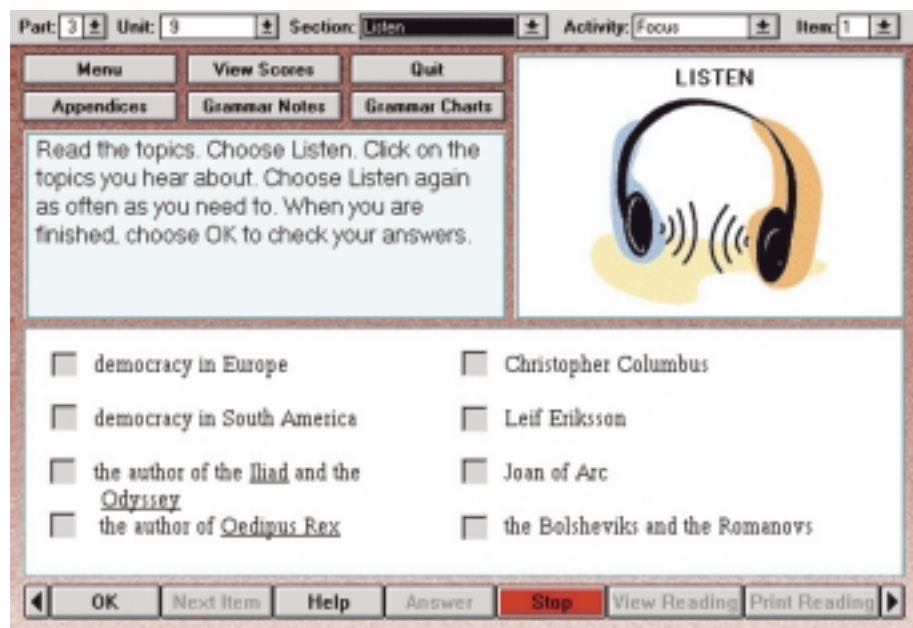 Part: 3 Unit: 9 Section: Listen Activity: Focus Item: 1
Menu View Scores Quit
Appendices Grammar Notes Grammar Charts
Read the topics. Choose Listen. Click on the
topics you hear about. Choose Listen again
as often as you need to. When you are
finished, choose OK to check your answers.
LISTEN
democracy in Europe
democracy in South America
the author of the Iliad and the
Odyssey
the author of Oedipus Rex
Christopher Columbus
Leif Eriksson
Joan of Arc
the Bolsheviks and the Romanovs
OK Next Item Help Answer Stop View Reading Print Reading